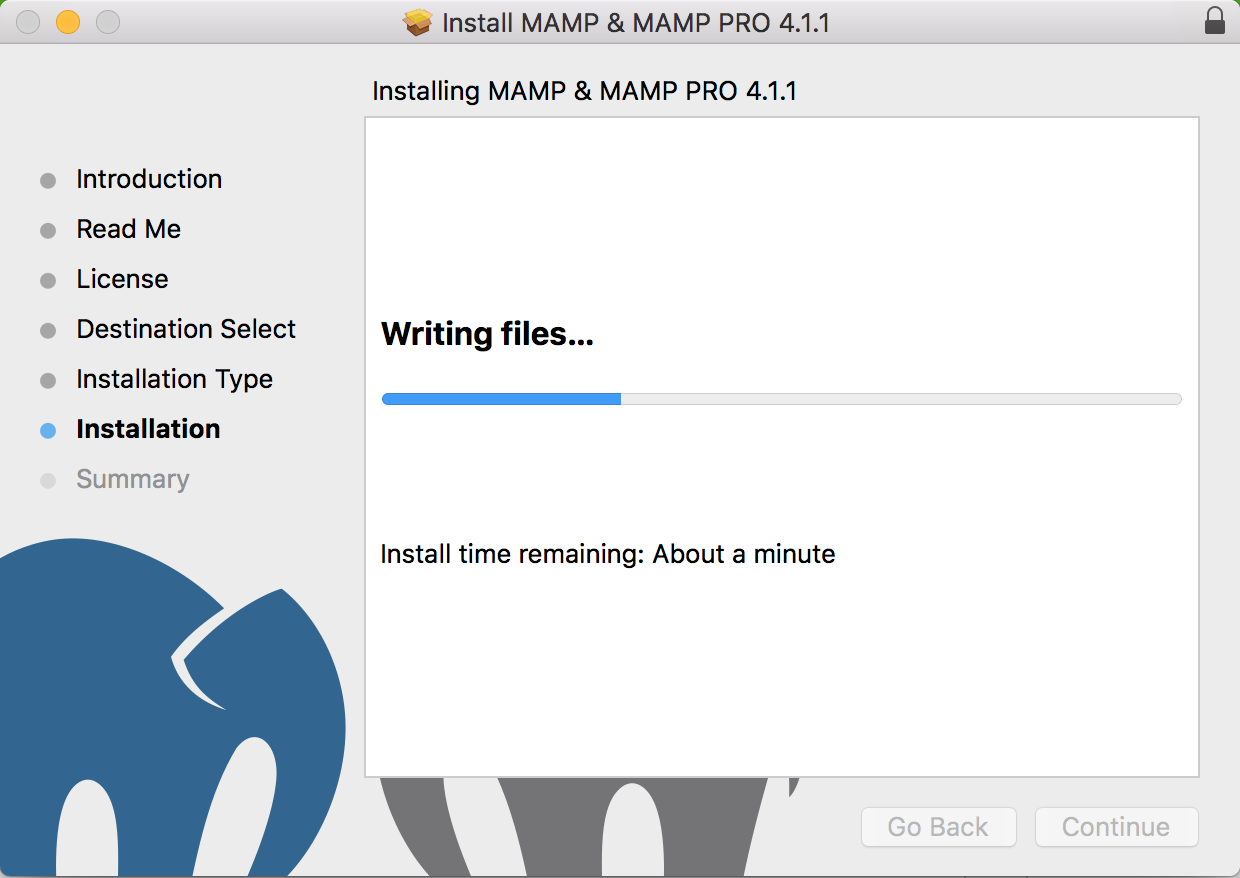 Install MAMP & MAMP PRO 4.1.1
Installing MAMP & MAMP PRO 4.1.1
Introduction
Read Me
License
Destination Select
Installation Type
Installation
Summary
Writing files...
Install time remaining: About a minute
Go Back
Continue